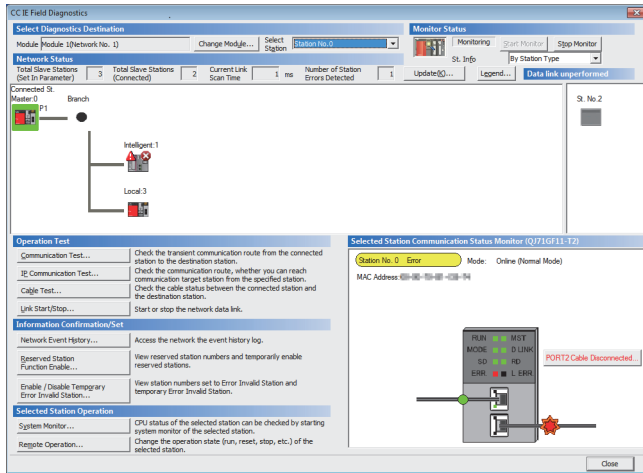 CC IE Field Diagnostics
Select Diagnostics Destination
Module Module 1(Network No. 1) Change Module... Select Station Station No.0
Monitor Status
Monitoring Start Monitor Stop Monitor
St. Info By Station Type
Network Status
Total Slave Stations (Set In Parameter) 3 Total Slave Stations (Connected) 2 Current Link Scan Time 1 ms Number of Station Errors Detected 1
Update(K)... Legend... Data link unperformed
Connected St.
Master:0 Branch
P1
St. No.2
Intelligent:1
Local:3
Operation Test
Communication Test... Check the transient communication route from the connected station to the destination station.
IP Communication Test... Check the communication route, whether you can reach communication target station from the specified station.
Cable Test... Check the cable status between the connected station and the destination station.
Link Start/Stop... Start or stop the network data link.
Information Confirmation/Set
Network Event History... Access the network the event history log.
Reserved Station Function Enable... View reserved station numbers and temporarily enable reserved stations.
Enable / Disable Temporary Error Invalid Station... View station numbers set to Error Invalid Station and temporary Error Invalid Station.
Selected Station Operation
System Monitor... CPU status of the selected station can be checked by starting system monitor of the selected station.
Remote Operation... Change the operation state (run, reset, stop, etc.) of the selected station.
Selected Station Communication Status Monitor (QJ71GF11-T2)
Station No. 0 Error Mode: Online (Normal Mode)
MAC Address:
RUN MST
MODE D LINK
SD RD
ERR. L ERR.
PORT2 Cable Disconnected...
Close